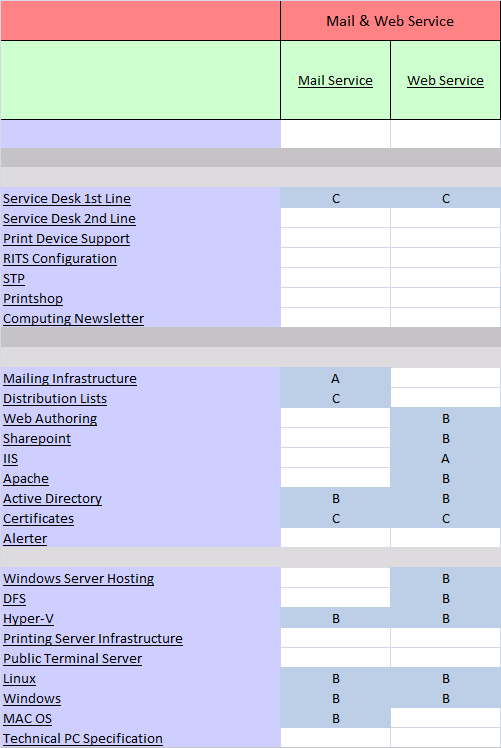 Mail & Web Service
Mail Service Web Service
Service Desk 1st Line C C
Service Desk 2nd Line
Print Device Support
RITS Configuration
STP
Printshop
Computing Newsletter
Mailing Infrastructure A
Distribution Lists C
Web Authoring B
Sharepoint B
IIS A
Apache B
Active Directory B B
Certificates C C
Alerter
Windows Server Hosting B
DFS B
Hyper-V B B
Printing Server Infrastructure
Public Terminal Server
Linux B B
Windows B B
MAC OS B
Technical PC Specification